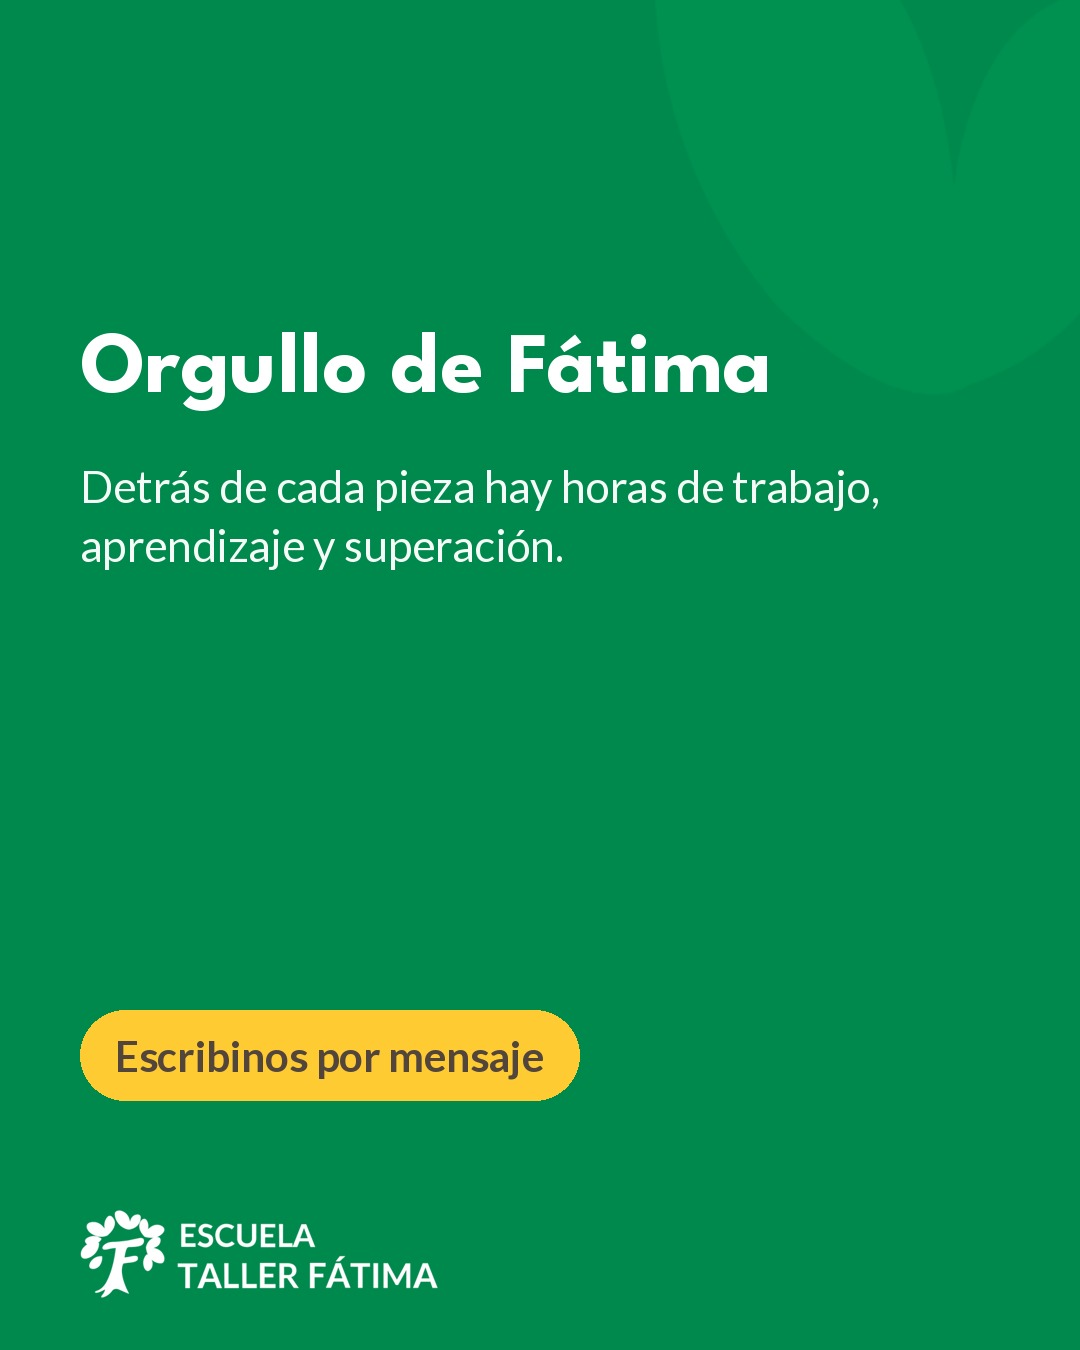 Orgullo de Fátima
Detrás de cada pieza hay horas de trabajo,
aprendizaje y superación.
Escribinos por mensaje
ESCUELA
TALLER FÁTIMA